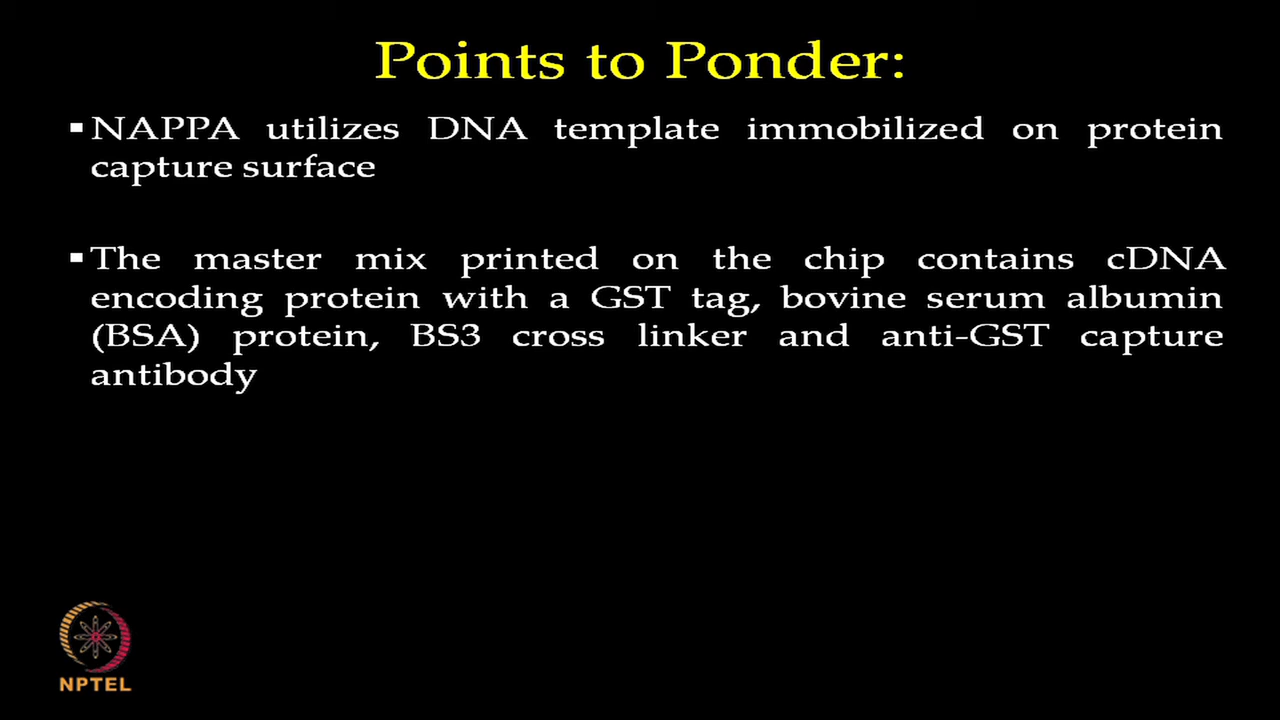 Points to Ponder:
▪NAPPA utilizes DNA template immobilized on protein
capture surface
▪The master mix printed on the chip contains cDNA
encoding protein with a GST tag, bovine serum albumin
(BSA) protein, BS3 cross linker and anti-GST capture
antibody
NPTEL